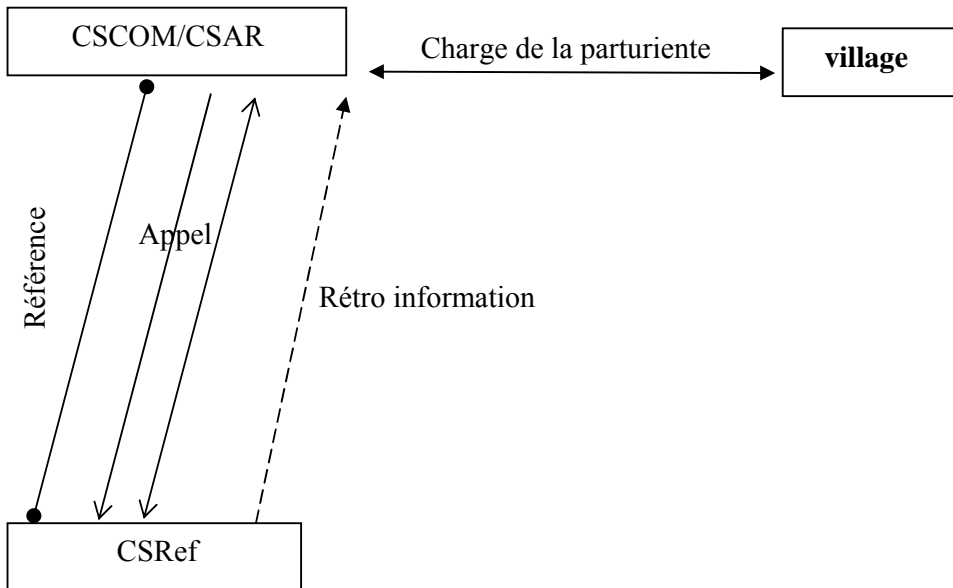 CSCOM/CSAR
Charge de la parturiente
village
Référence
Appel
Rétro information
CSRef